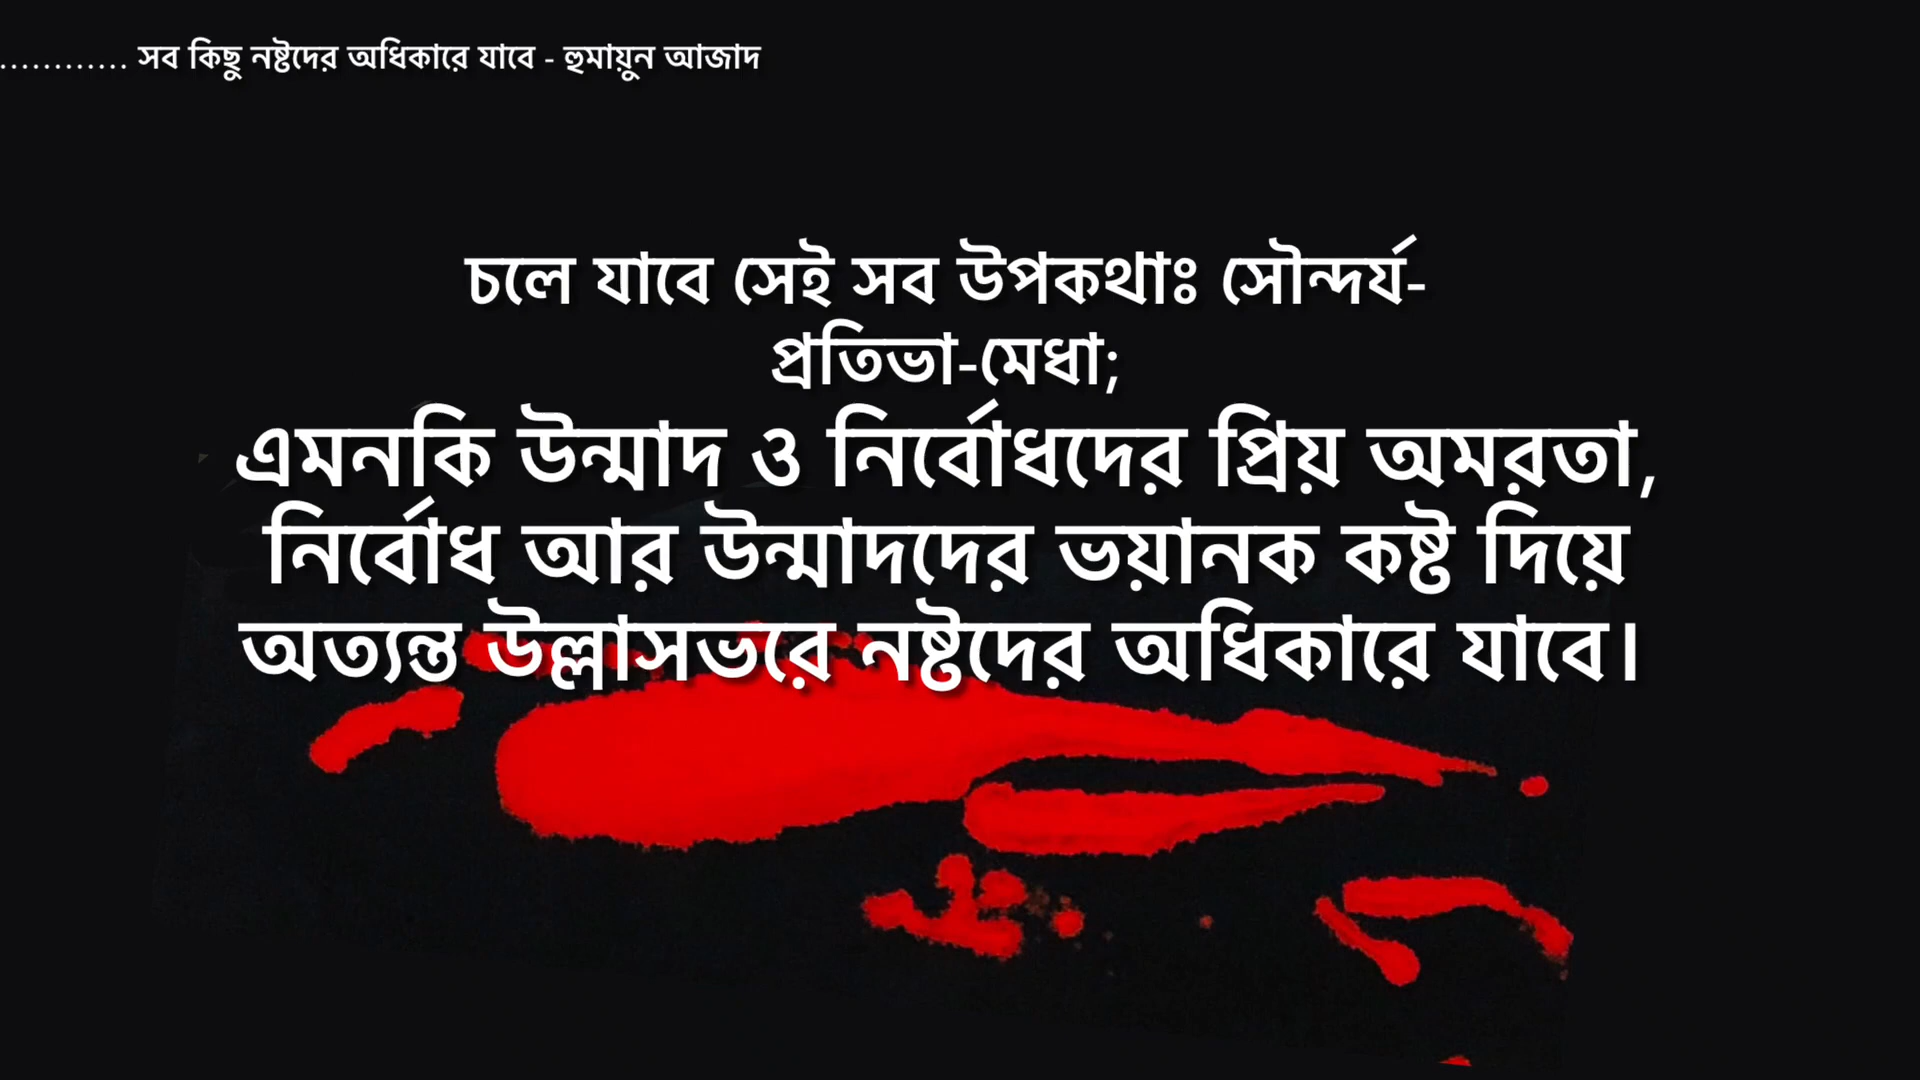 ............ সব কিছু নষ্টদের অধিকারে যাবে - হুমায়ুন আজাদ
চলে যাবে সেই সব উপকথাঃ সৌন্দর্য-
প্রতিভা-মেধা;
এমনকি উন্মাদ ও নির্বোধদের প্রিয় অমরতা,
নির্বোধ আর উন্মাদদের ভয়ানক কষ্ট দিয়ে
অত্যন্ত উল্লাসভরে নষ্টদের অধিকারে যাবে।